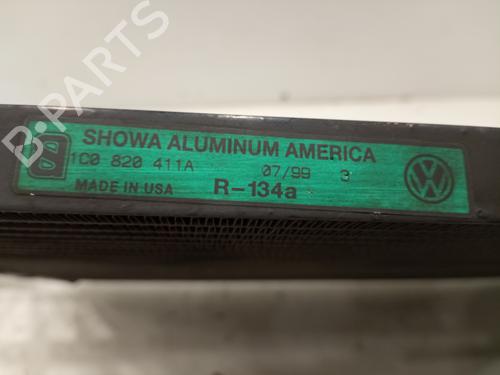 SHOWA ALUMINUM AMERICA
1C0 820 411A 07/99 3
MADE IN USA R-134a
B-PARTS